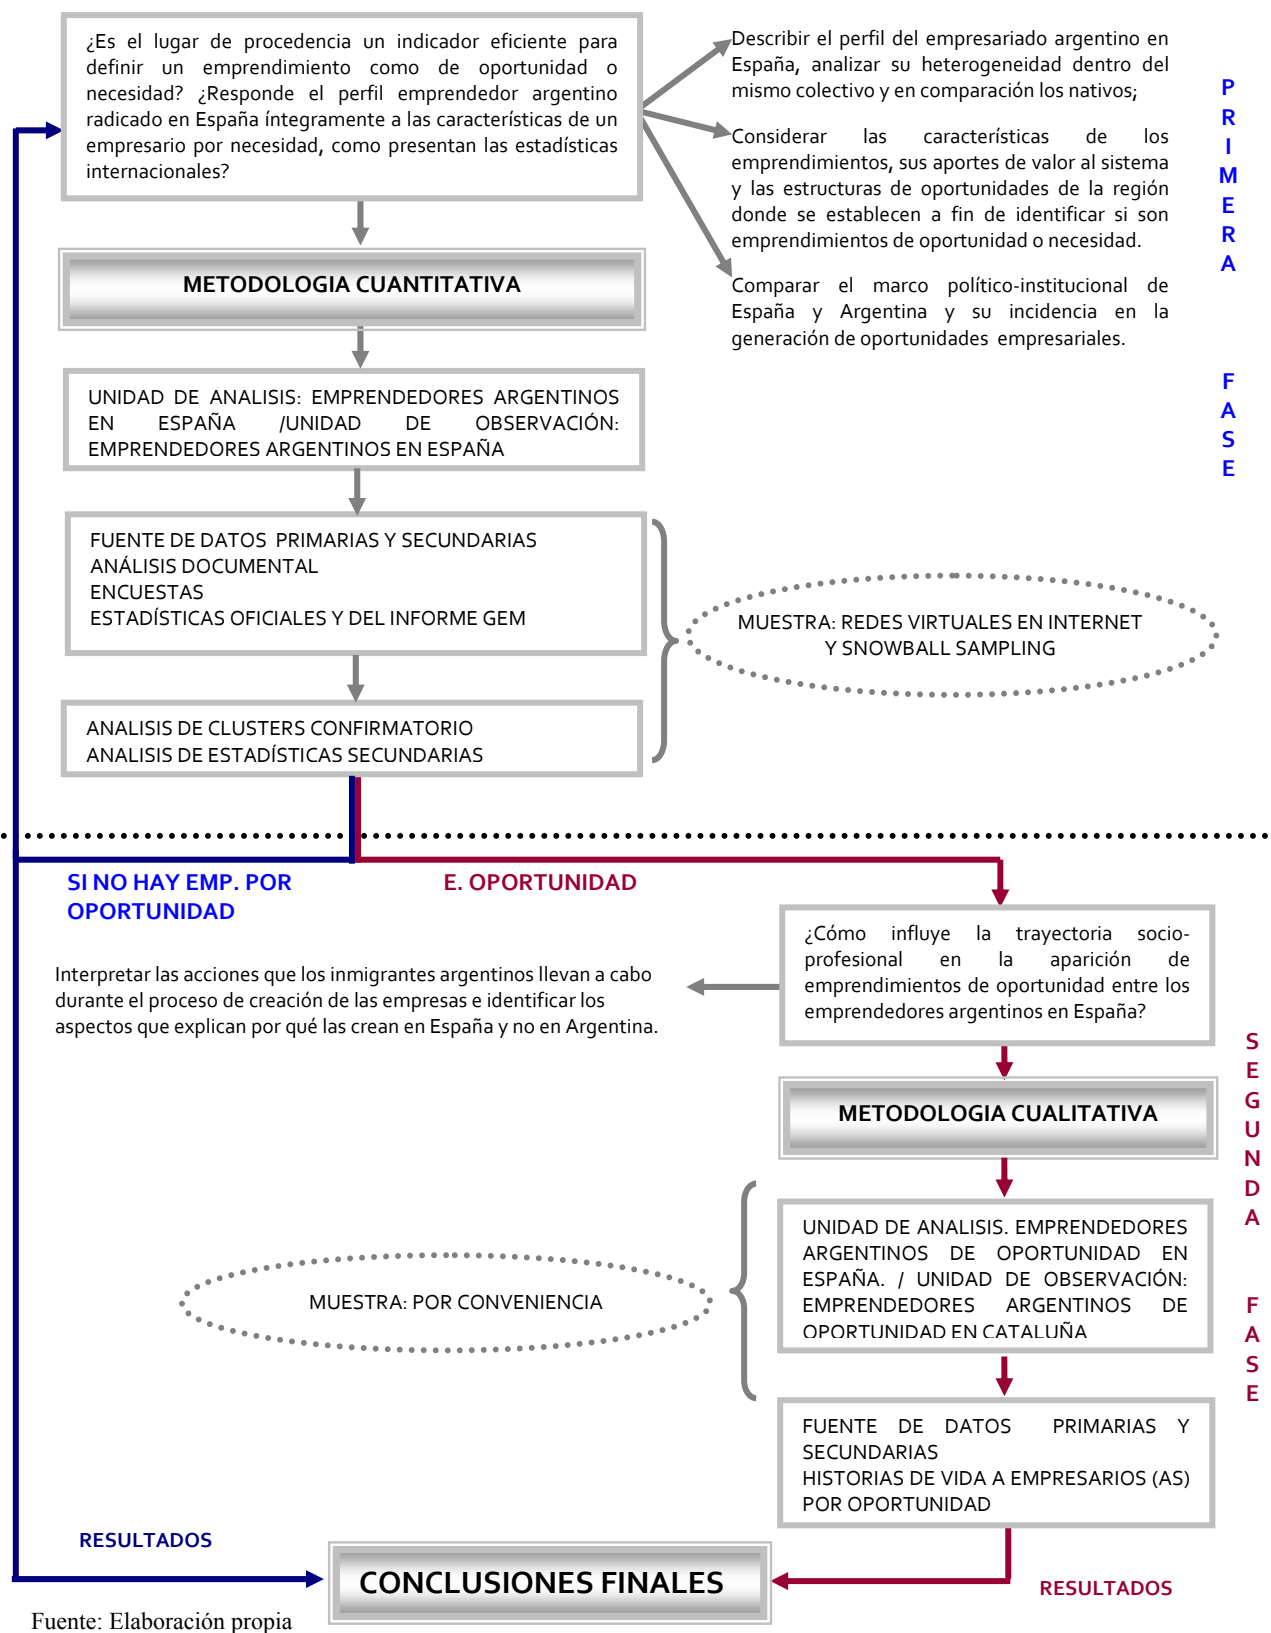 ¿Es el lugar de procedencia un indicador eficiente para
definir un emprendimiento como de oportunidad o
necesidad? ¿Responde el perfil emprendedor argentino
radicado en España íntegramente a las características de un
empresario por necesidad, como presentan las estadísticas
internacionales?
Describir el perfil del empresariado argentino en
España, analizar su heterogeneidad dentro del
mismo colectivo y en comparación los nativos;
Considerar las características de los
emprendimientos, sus aportes de valor al sistema
y las estructuras de oportunidades de la región
donde se establecen a fin de identificar si son
emprendimientos de oportunidad o necesidad.
Comparar el marco político-institucional de
España y Argentina y su incidencia en la
generación de oportunidades empresariales.
P
R
I
M
E
R
A
F
A
S
E
METODOLOGIA CUANTITATIVA
UNIDAD DE ANALISIS: EMPRENDEDORES ARGENTINOS
EN ESPAÑA /UNIDAD DE OBSERVACIÓN:
EMPRENDEDORES ARGENTINOS EN ESPAÑA
FUENTE DE DATOS PRIMARIAS Y SECUNDARIAS
ANÁLISIS DOCUMENTAL
ENCUESTAS
ESTADÍSTICAS OFICIALES Y DEL INFORME GEM
MUESTRA: REDES VIRTUALES EN INTERNET
Y SNOWBALL SAMPLING
ANALISIS DE CLUSTERS CONFIRMATORIO
ANALISIS DE ESTADÍSTICAS SECUNDARIAS
SI NO HAY EMP. POR
OPORTUNIDAD
E. OPORTUNIDAD
¿Cómo influye la trayectoria socio-
profesional en la aparición de
emprendimientos de oportunidad entre los
emprendedores argentinos en España?
Interpretar las acciones que los inmigrantes argentinos llevan a cabo
durante el proceso de creación de las empresas e identificar los
aspectos que explican por qué las crean en España y no en Argentina.
S
E
G
U
N
D
A
F
A
S
E
METODOLOGIA CUALITATIVA
UNIDAD DE ANALISIS. EMPRENDEDORES
ARGENTINOS DE OPORTUNIDAD EN
ESPAÑA. / UNIDAD DE OBSERVACIÓN:
EMPRENDEDORES ARGENTINOS DE
OPORTUNIDAD EN CATALUÑA
MUESTRA: POR CONVENIENCIA
FUENTE DE DATOS PRIMARIAS Y
SECUNDARIAS
HISTORIAS DE VIDA A EMPRESARIOS (AS)
POR OPORTUNIDAD
RESULTADOS
CONCLUSIONES FINALES
RESULTADOS
Fuente: Elaboración propia